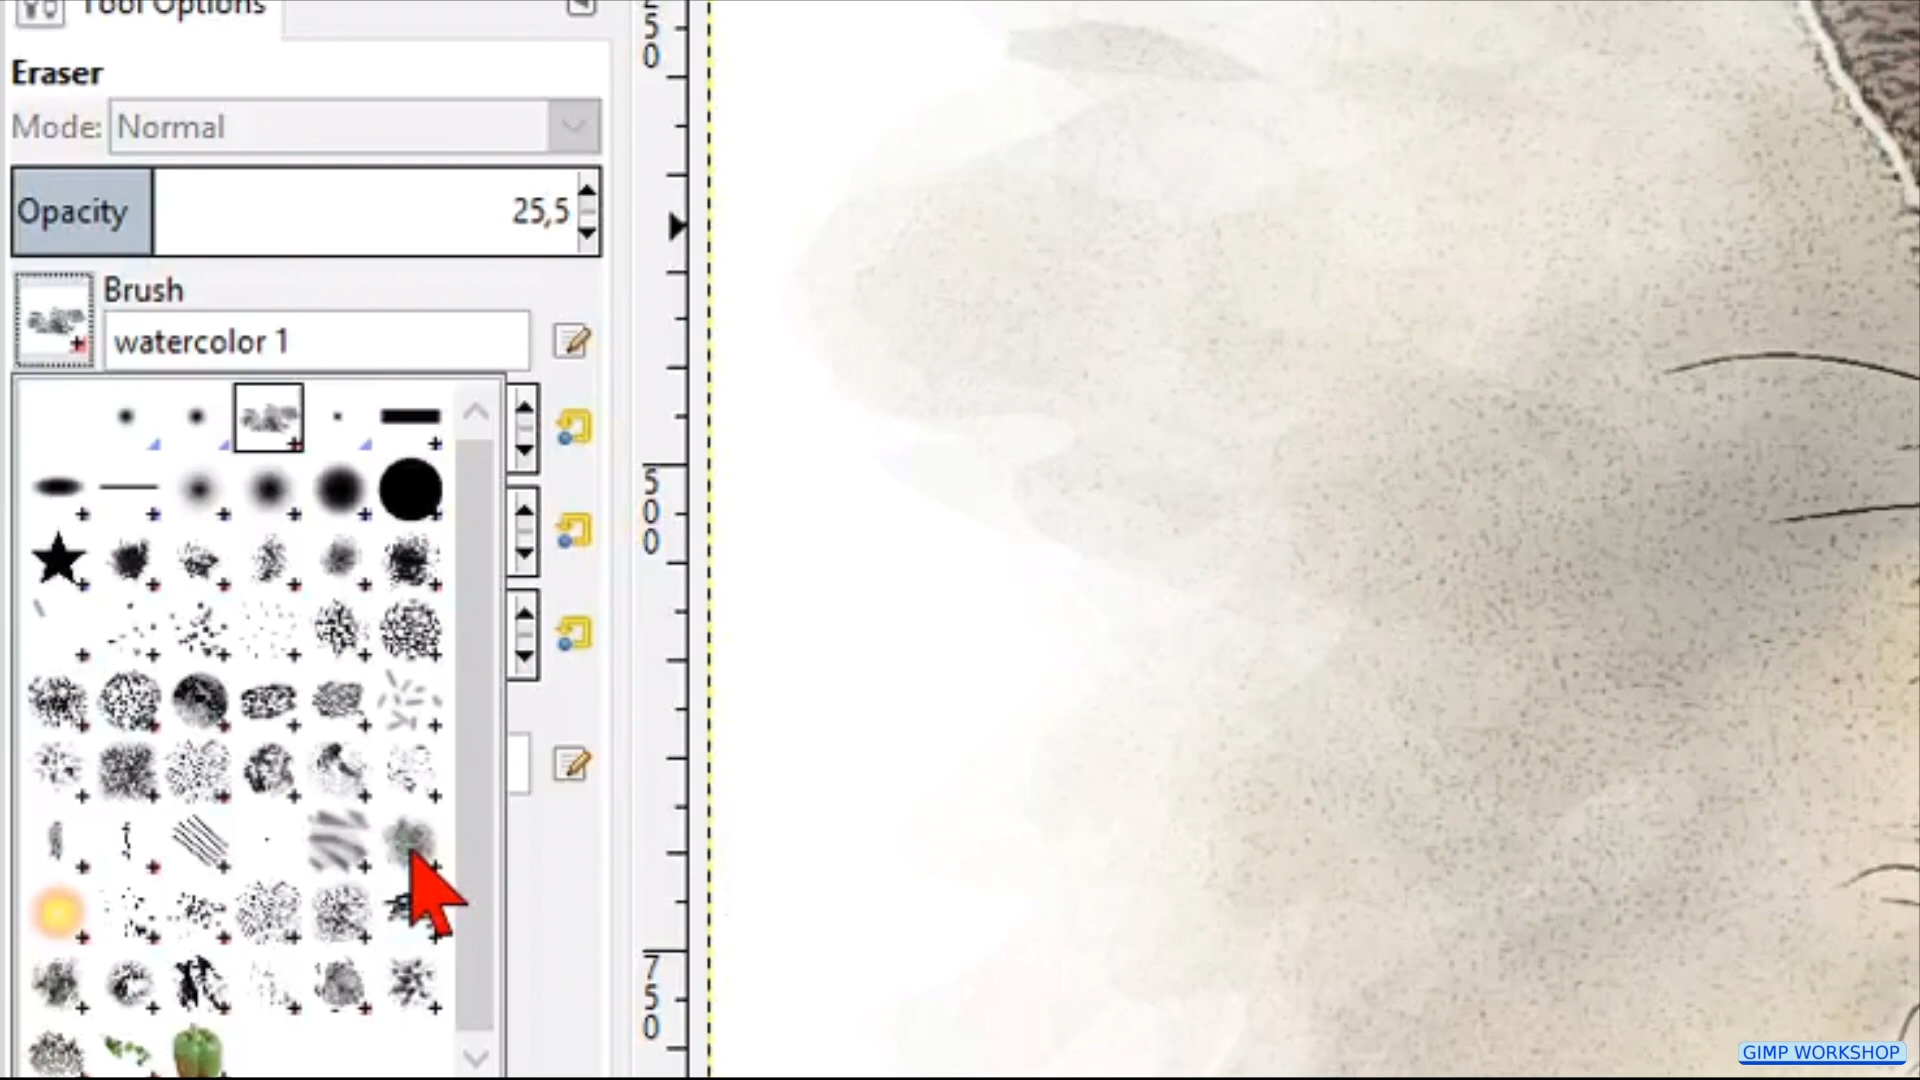 Tool Options
Eraser
Mode: Normal
Opacity 25,5
Brush
watercolor 1
250
500
750
GIMP WORKSHOP